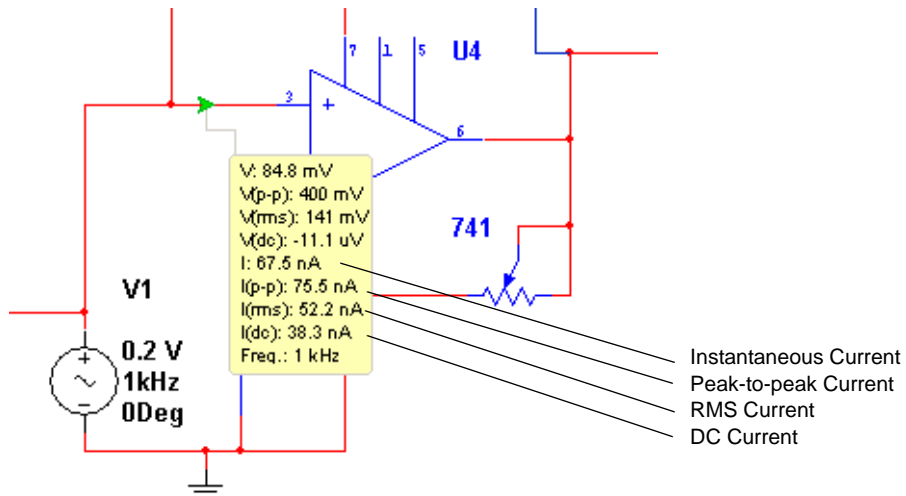 7
1
5
U4
3
+
6
V: 84.8 mV
V(p-p): 400 mV
V(rms): 141 mV
V(dc): -11.1 uV
I: 67.5 nA
I(p-p): 75.5 nA
I(rms): 52.2 nA
I(dc): 38.3 nA
Freq.: 1 kHz
741
V1
0.2 V
1kHz
0Deg
Instantaneous Current
Peak-to-peak Current
RMS Current
DC Current